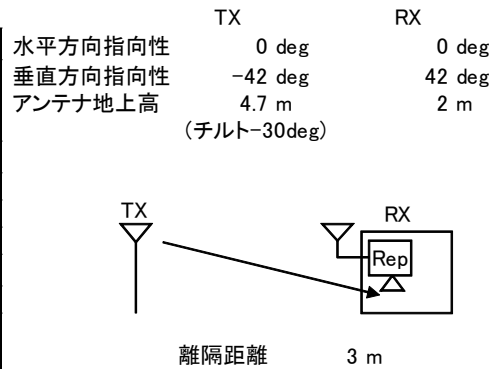 TX RX
水平方向指向性 0 deg 0 deg
垂直方向指向性 -42 deg 42 deg
アンテナ地上高 4.7 m 2 m
(チルト-30deg)
TX RX
Rep
離隔距離 3 m